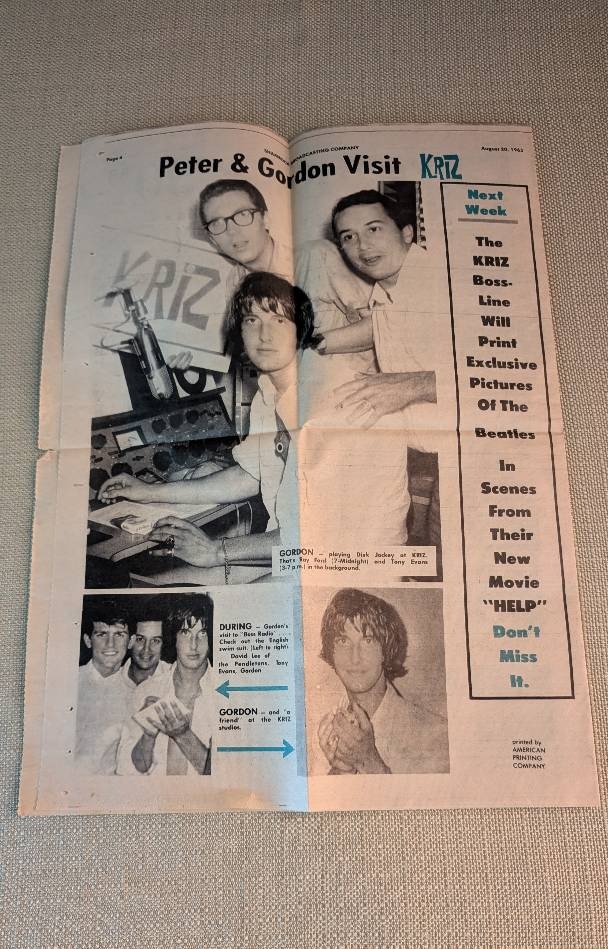 Page 4
SHAMROCK BROADCASTING COMPANY
August 20, 1965
Peter & Gordon Visit KRIZ
KRIZ
GORDON — playing Disk Jockey at KRIZ.
That's Roy Ford (7-Midnight) and Tony Evans
(3-7 p.m.) in the background.
DURING — Gordon's
visit to "Boss Radio" . . .
Check out the English
swim suit. (Left to right)
David Lee of
the Pendletons, Tony
Evans, Gordon
GORDON — and "a
friend" at the KRIZ
studios.
Next
Week
The
KRIZ
Boss-
Line
Will
Print
Exclusive
Pictures
Of The
Beatles
In
Scenes
From
Their
New
Movie
"HELP"
Don't
Miss
It.
printed by
AMERICAN
PRINTING
COMPANY